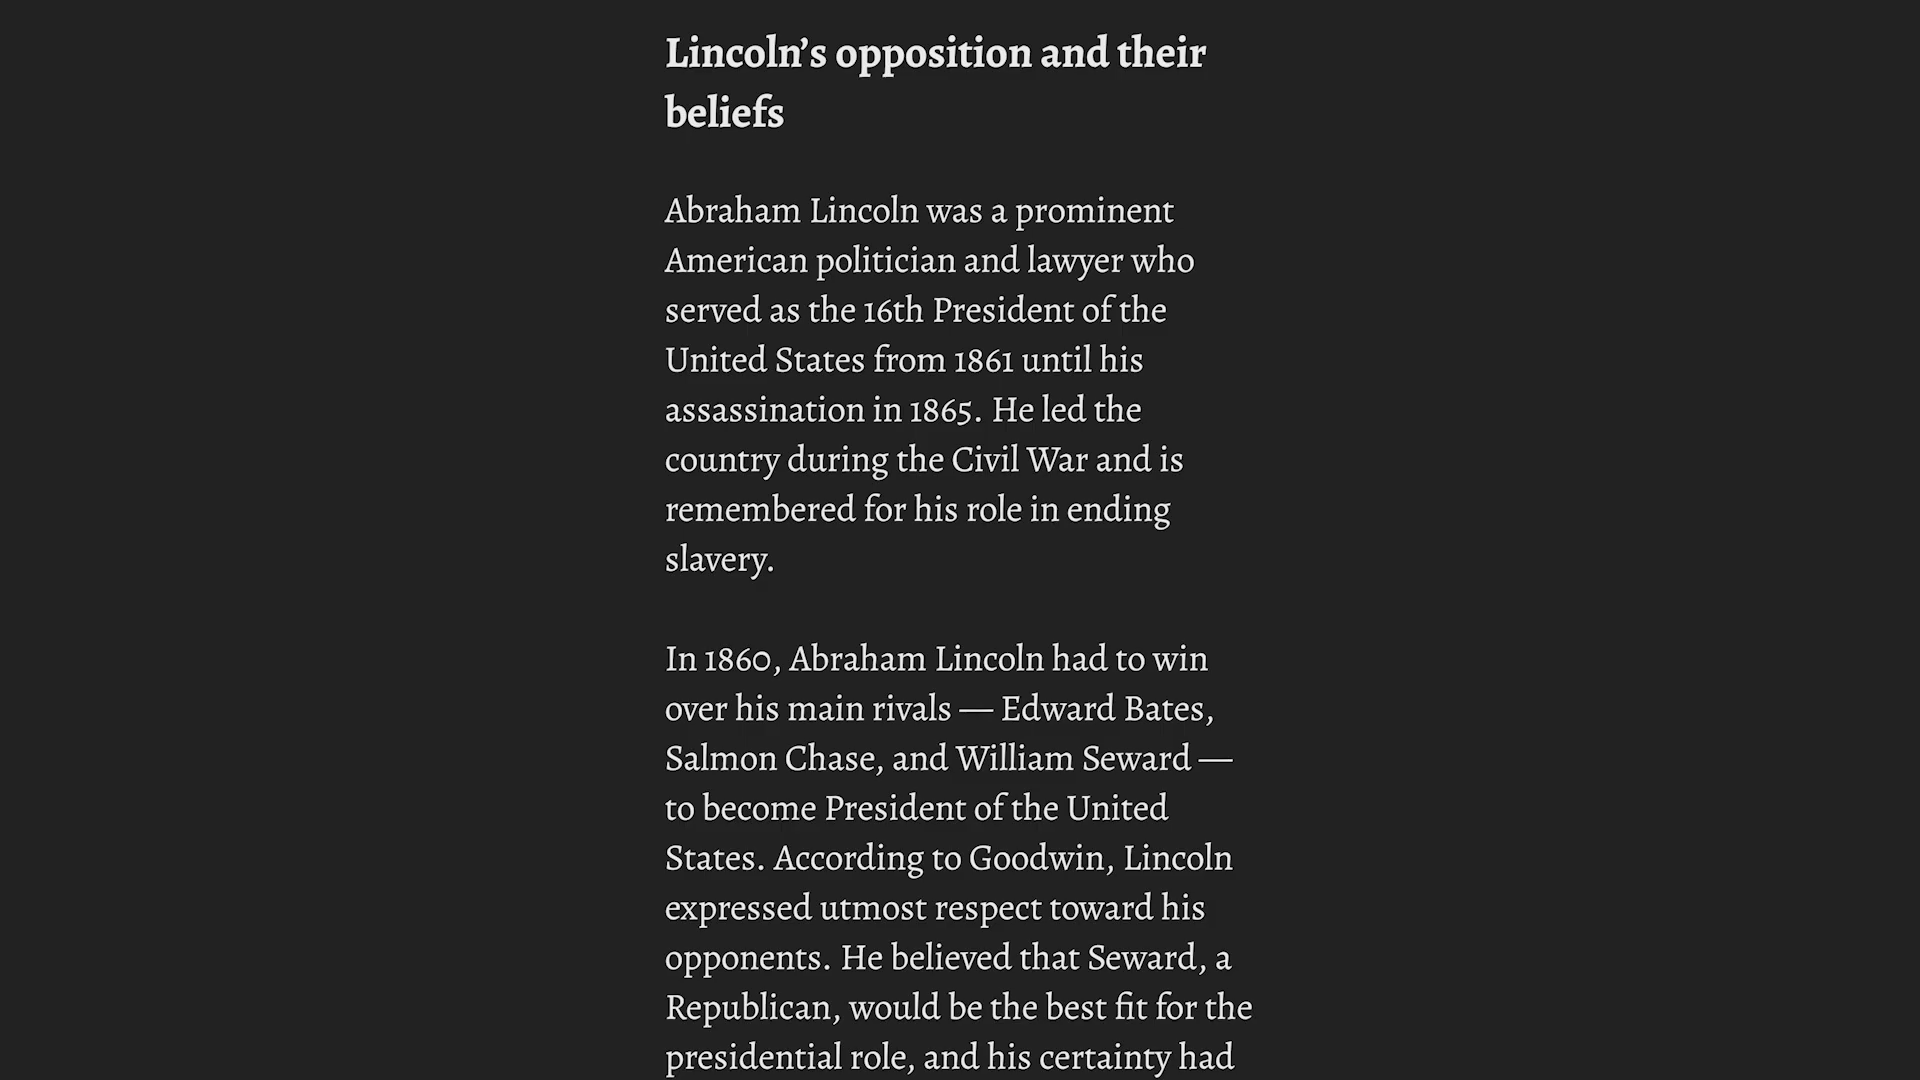 Lincoln’s opposition and their
beliefs
Abraham Lincoln was a prominent
American politician and lawyer who
served as the 16th President of the
United States from 1861 until his
assassination in 1865. He led the
country during the Civil War and is
remembered for his role in ending
slavery.
In 1860, Abraham Lincoln had to win
over his main rivals — Edward Bates,
Salmon Chase, and William Seward —
to become President of the United
States. According to Goodwin, Lincoln
expressed utmost respect toward his
opponents. He believed that Seward, a
Republican, would be the best fit for the
presidential role, and his certainty had